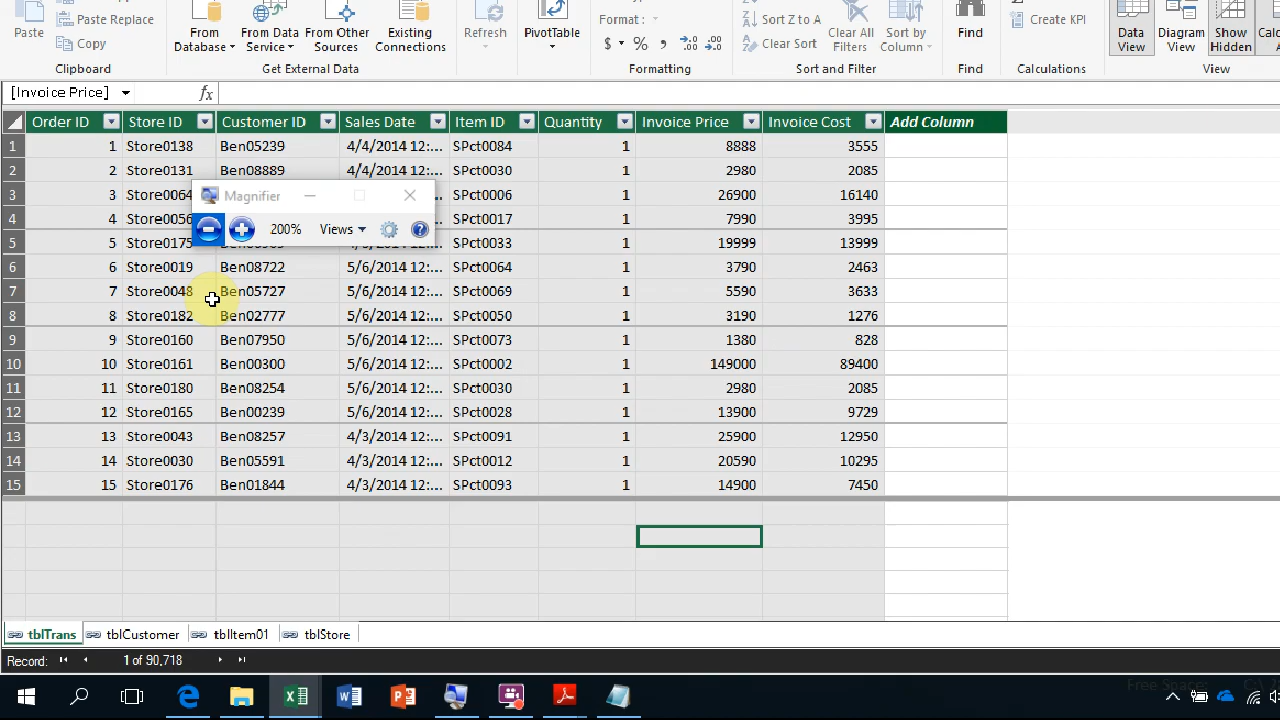 Paste Paste Replace
Copy
Clipboard
From Database From Data Service From Other Sources Existing Connections
Get External Data
Refresh
PivotTable
Format :
$ % ,
Formatting
Sort Z to A
Clear Sort
Clear All Filters
Sort by Column
Sort and Filter
Find
Find
Create KPI
Calculations
Data View Diagram View Show Hidden
View
[Invoice Price] fx
Order ID Store ID Customer ID Sales Date Item ID Quantity Invoice Price Invoice Cost Add Column
1 1 Store0138 Ben05239 4/4/2014 12:... SPct0084 1 8888 3555
2 2 Store0131 Ben08889 4/4/2014 12:... SPct0030 1 2980 2085
3 3 Store0064 SPct0006 1 26900 16140
Magnifier
4 4 Store0056 SPct0017 1 7990 3995
200% Views
5 5 Store0175 SPct0033 1 19999 13999
6 6 Store0019 Ben08722 5/6/2014 12:... SPct0064 1 3790 2463
7 7 Store0048 Ben05727 5/6/2014 12:... SPct0069 1 5590 3633
8 8 Store0182 Ben02777 5/6/2014 12:... SPct0050 1 3190 1276
9 9 Store0160 Ben07950 5/6/2014 12:... SPct0073 1 1380 828
10 10 Store0161 Ben00300 5/6/2014 12:... SPct0002 1 149000 89400
11 11 Store0180 Ben08254 5/6/2014 12:... SPct0030 1 2980 2085
12 12 Store0165 Ben00239 5/6/2014 12:... SPct0028 1 13900 9729
13 13 Store0043 Ben08257 4/3/2014 12:... SPct0091 1 25900 12950
14 14 Store0030 Ben05591 4/3/2014 12:... SPct0012 1 20590 10295
15 15 Store0176 Ben01844 4/3/2014 12:... SPct0093 1 14900 7450
tblTrans tblCustomer tblItem01 tblStore
Record: 1 of 90,718